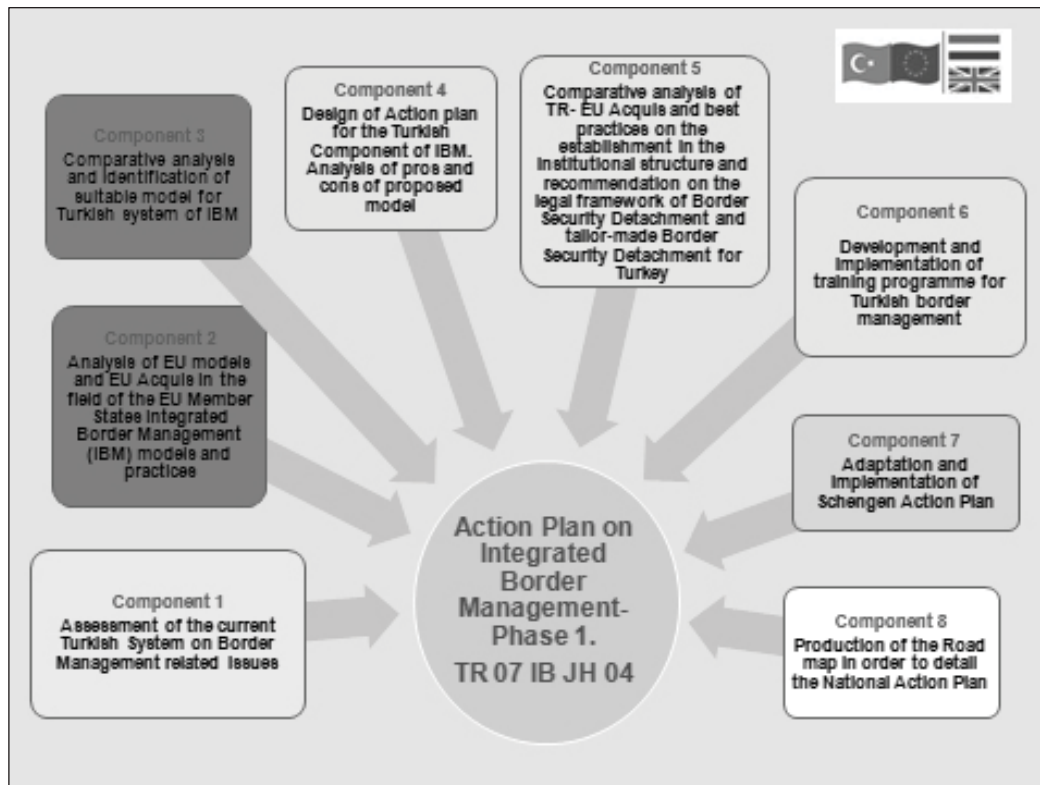 Component 1
Assessment of the current
Turkish System on Border
Management related issues
Component 2
Analysis of EU models
and EU Acquis in the
field of the EU Member
States Integrated
Border Management
(IBM) models and
practices
Component 3
Comparative analysis
and identification of
suitable model for
Turkish system of IBM
Component 4
Design of Action plan
for the Turkish
Component of IBM.
Analysis of pros and
cons of proposed
model
Component 5
Comparative analysis of
TR- EU Acquis and best
practices on the
establishment in the
institutional structure and
recommendation on the
legal framework of Border
Security Detachment and
tailor-made Border
Security Detachment for
Turkey
Component 6
Development and
implementation of
training programme for
Turkish border
management
Component 7
Adaptation and
implementation of
Schengen Action Plan
Component 8
Production of the Road
map in order to detail
the National Action Plan
Action Plan on
Integrated
Border
Management-
Phase 1.
TR 07 IB JH 04